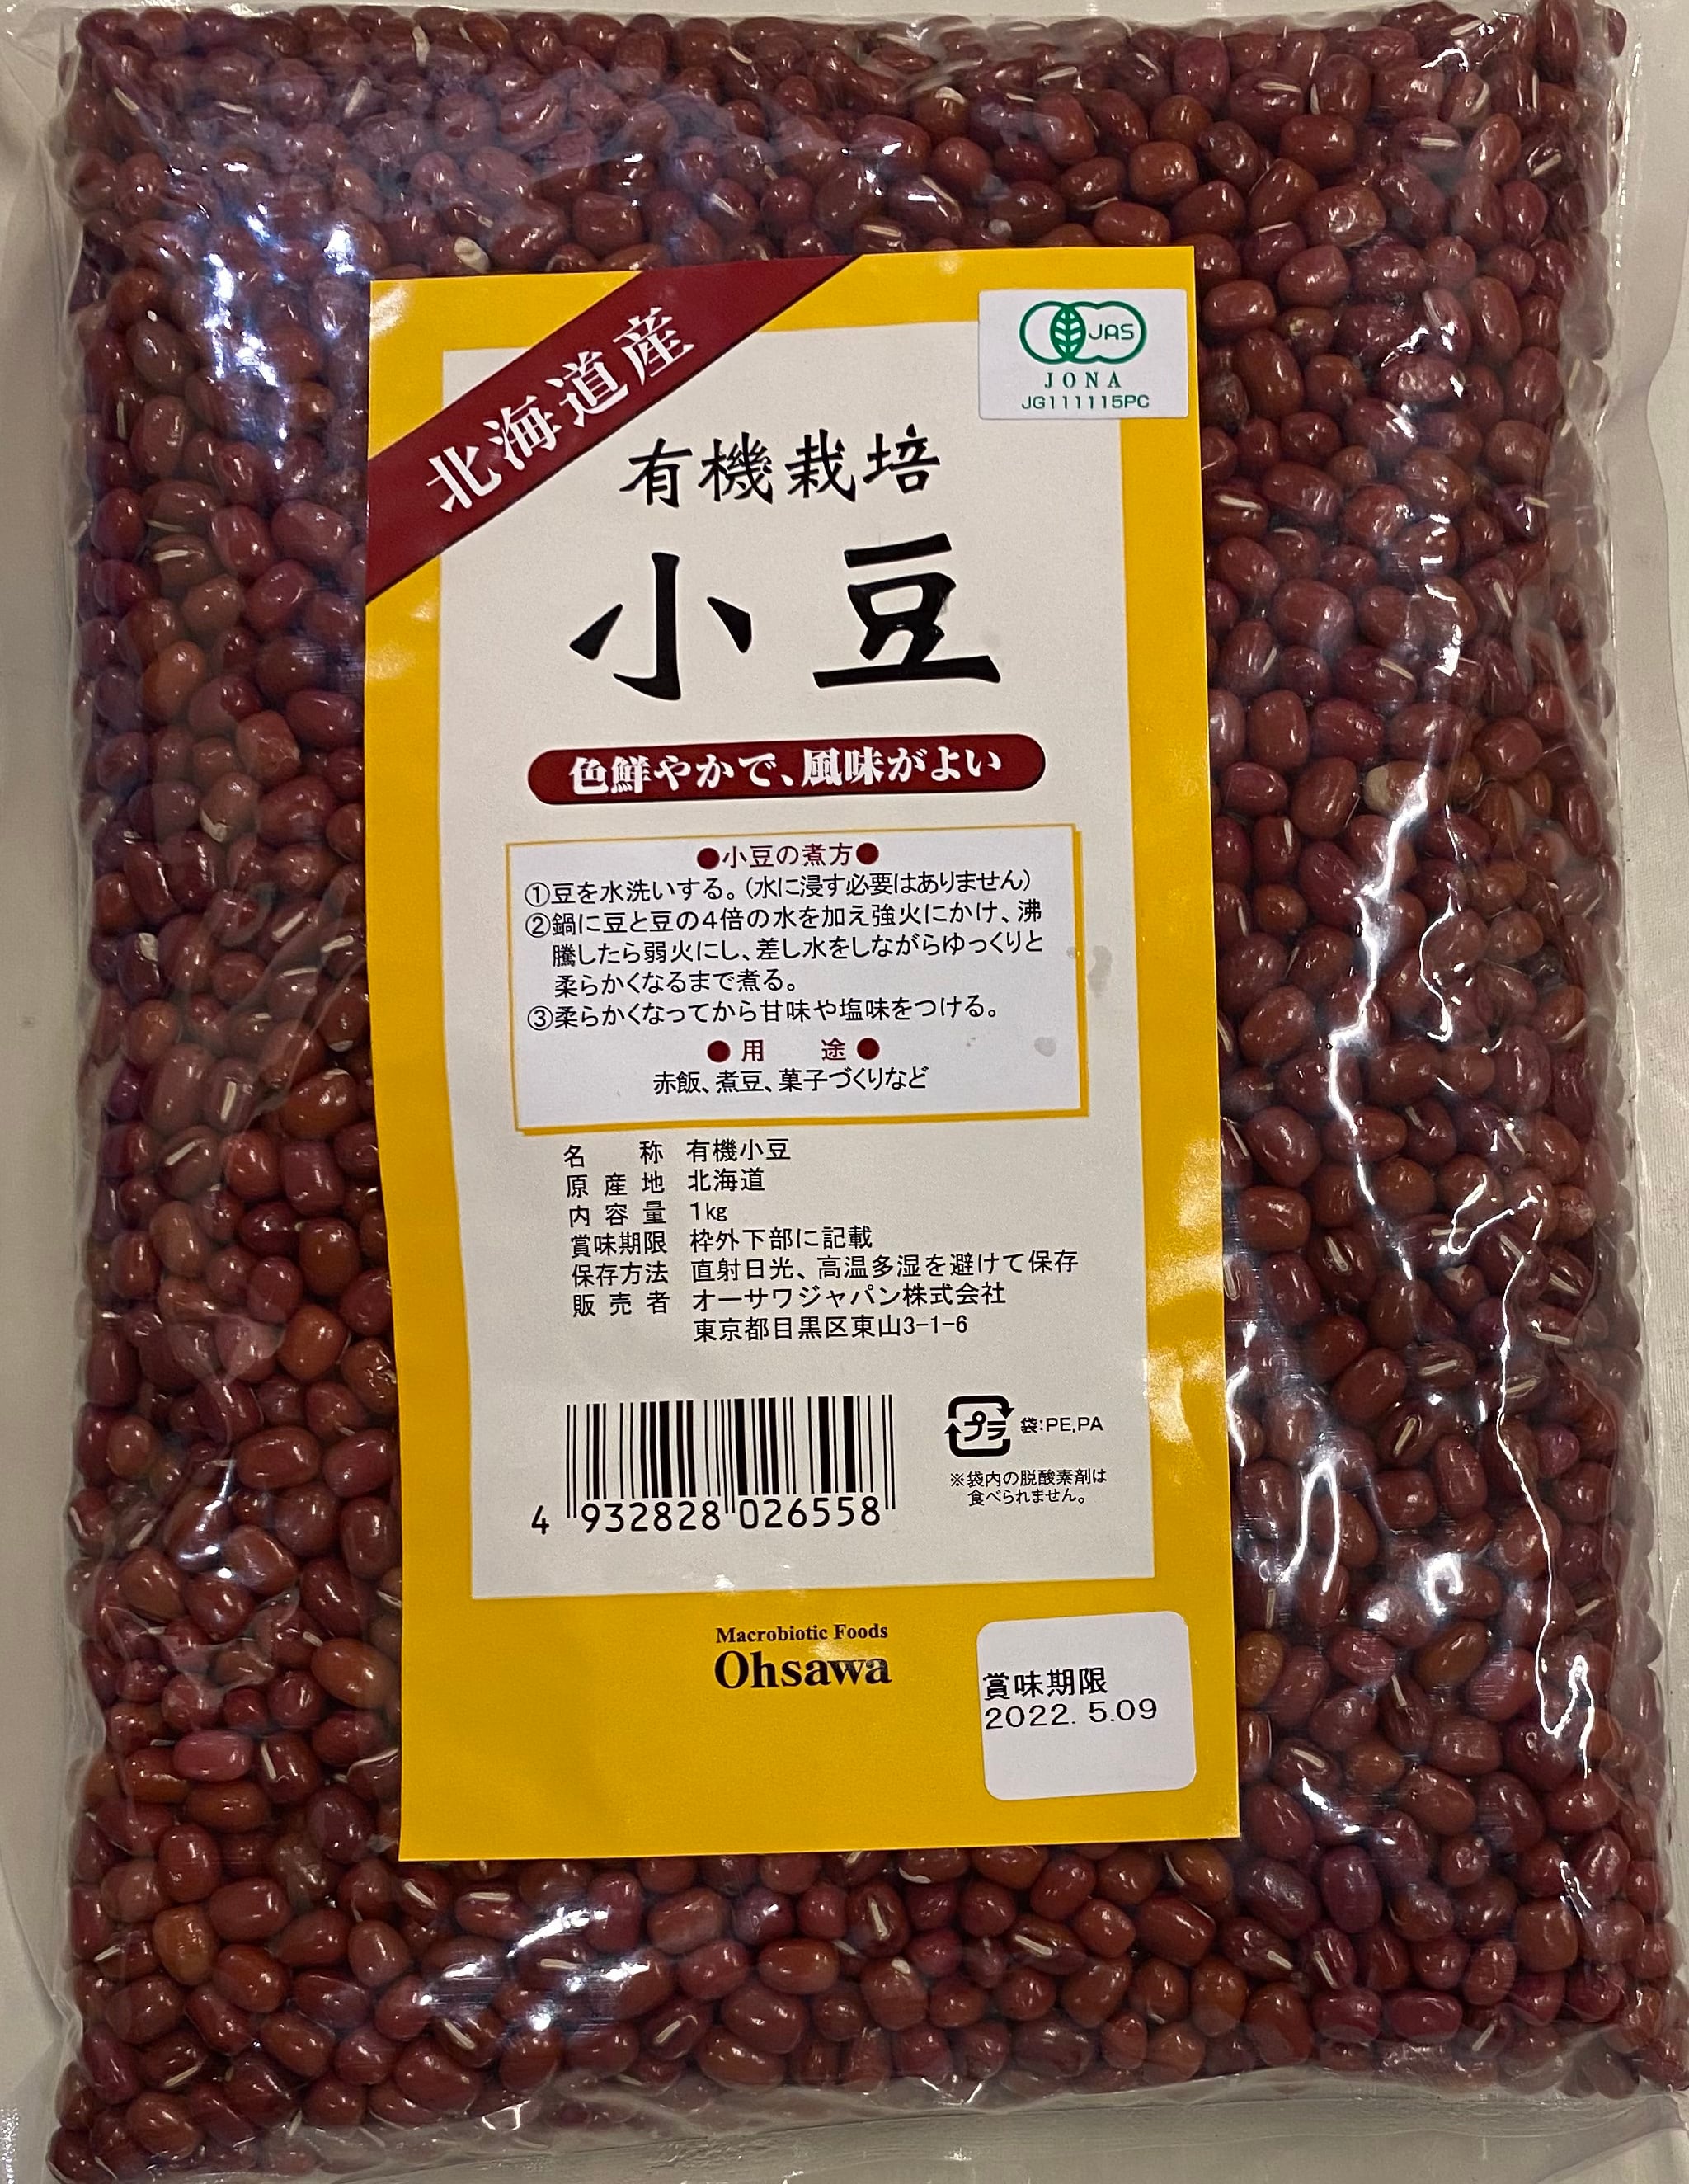 北海道産
JAS
JONA
JG111115PC
有機栽培
小豆
色鮮やかで、風味がよい
●小豆の煮方●
①豆を水洗いする。(水に浸す必要はありません)
②鍋に豆と豆の4倍の水を加え強火にかけ、沸
騰したら弱火にし、差し水をしながらゆっくりと
柔らかくなるまで煮る。
③柔らかくなってから甘味や塩味をつける。
●用 途●
赤飯、煮豆、菓子づくりなど
名 称 有機小豆
原産地 北海道
内容量 1kg
賞味期限 枠外下部に記載
保存方法 直射日光、高温多湿を避けて保存
販売者 オーサワジャパン株式会社
東京都目黒区東山3-1-6
プラ 袋:PE,PA
※袋内の脱酸素剤は
食べられません。
4 932828 026558
Macrobiotic Foods
Ohsawa
賞味期限
2022. 5.09